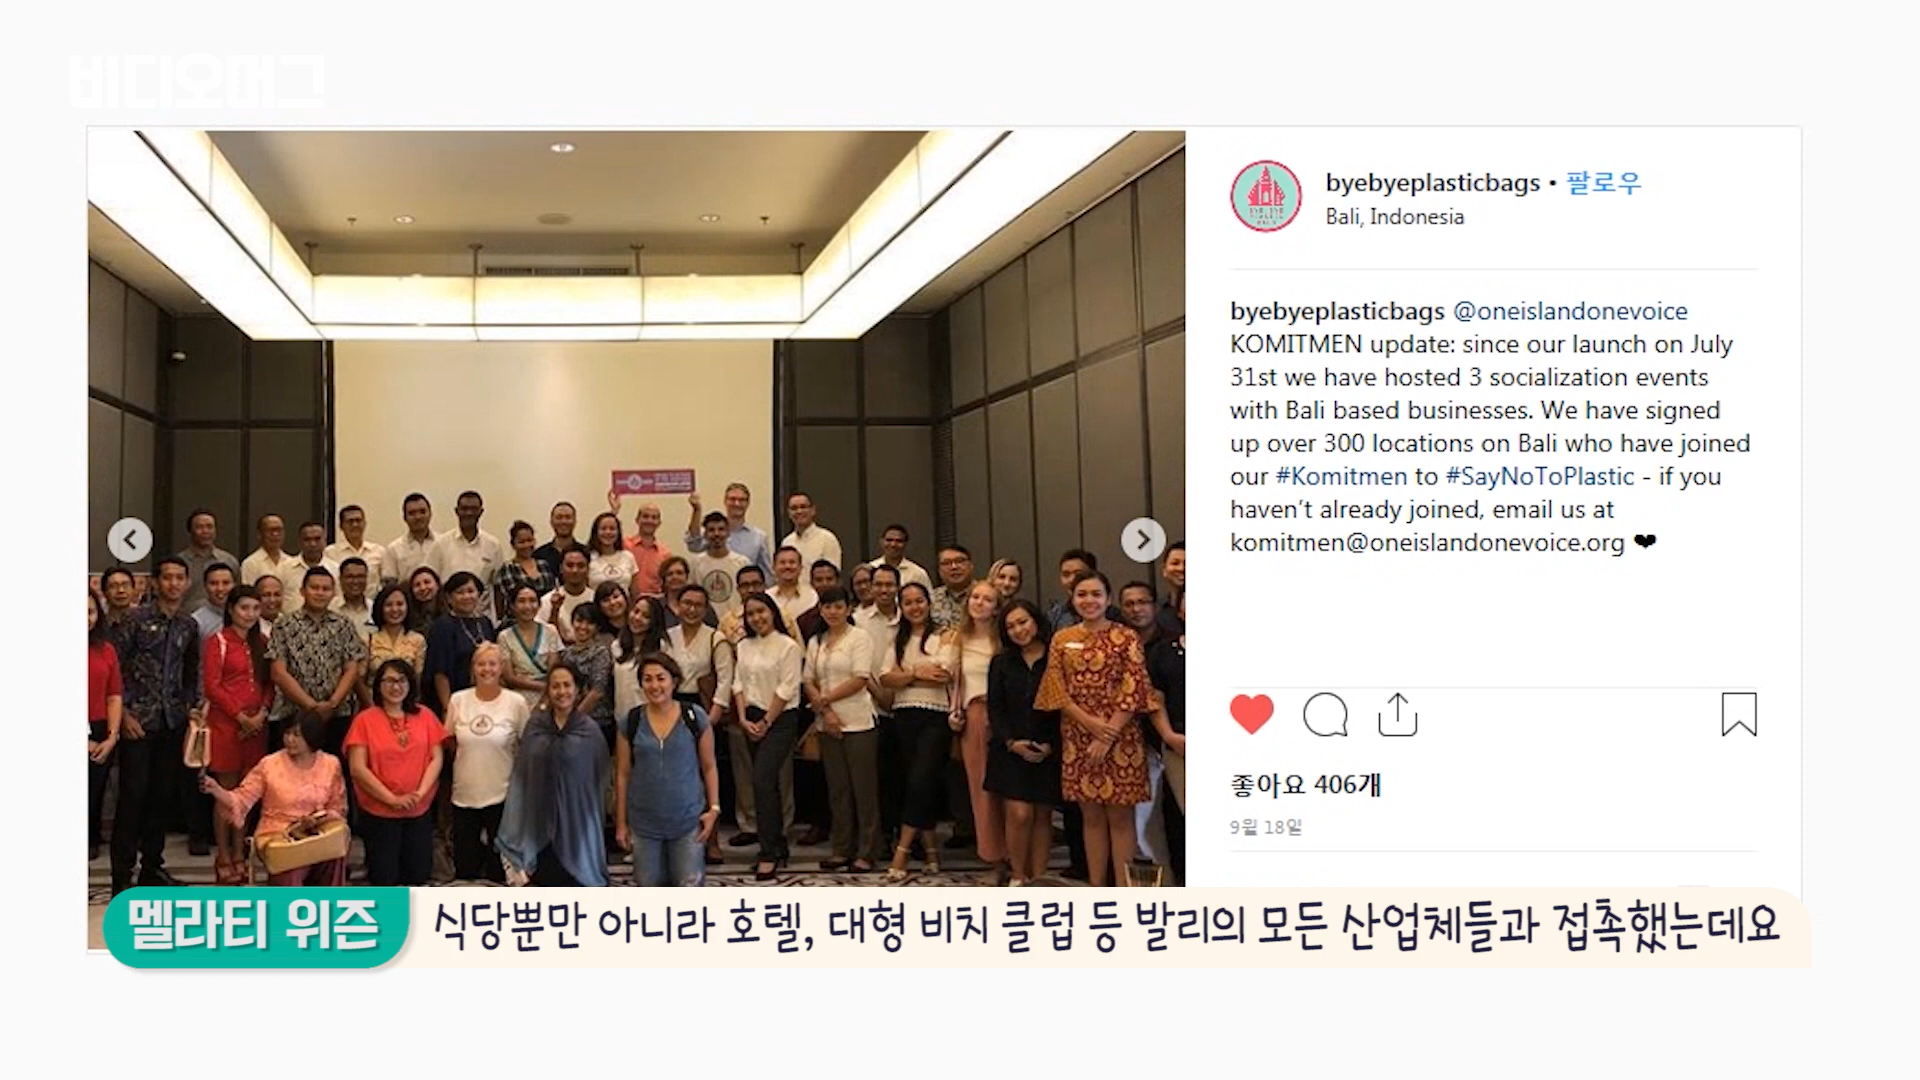 비디오머그
byebyeplasticbags • 팔로우
Bali, Indonesia
byebyeplasticbags @oneislandonevoice
KOMITMEN update: since our launch on July
31st we have hosted 3 socialization events
with Bali based businesses. We have signed
up over 300 locations on Bali who have joined
our #Komitmen to #SayNoToPlastic - if you
haven't already joined, email us at
komitmen@oneislandonevoice.org ❤
좋아요 406개
9월 18일
멜라티 위즌
식당뿐만 아니라 호텔, 대형 비치 클럽 등 발리의 모든 산업체들과 접촉했는데요